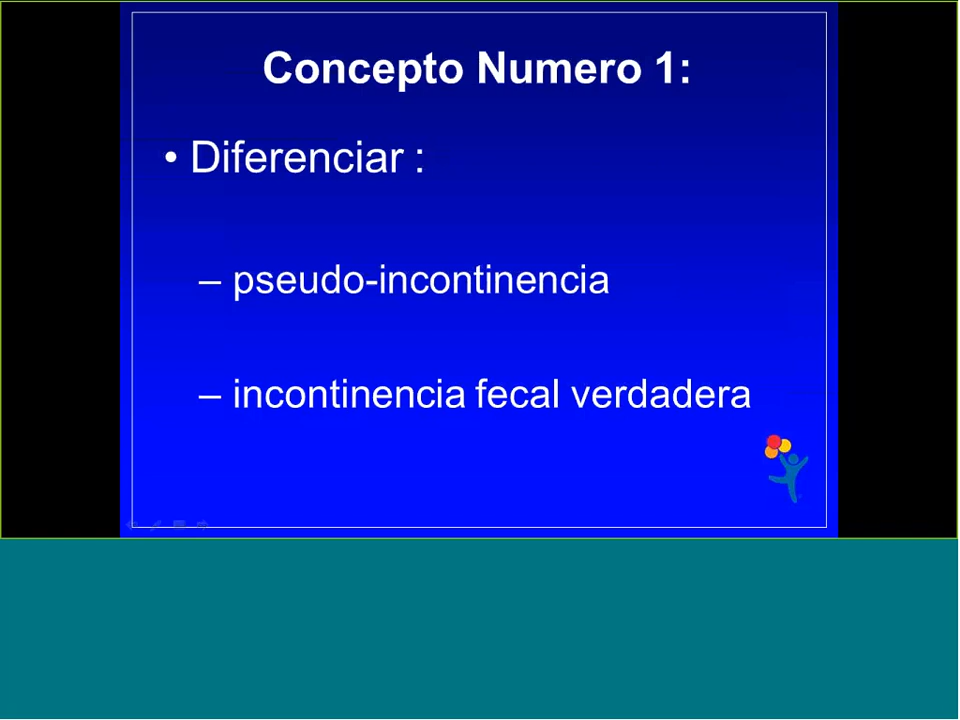 Concepto Numero 1:
• Diferenciar :
– pseudo-incontinencia
– incontinencia fecal verdadera